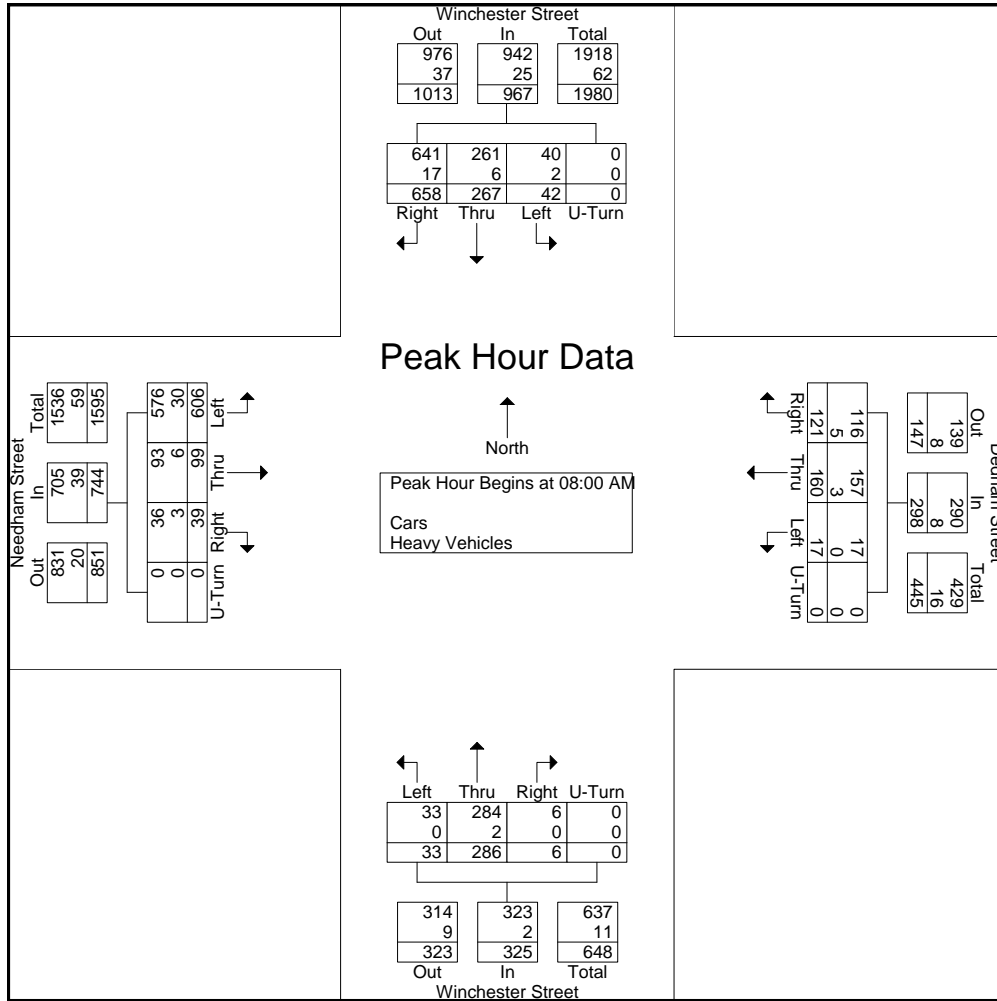 Winchester Street
Out In Total
976 942 1918
37 25 62
1013 967 1980
641 261 40 0
17 6 2 0
658 267 42 0
Right Thru Left U-Turn
Peak Hour Data
North
Peak Hour Begins at 08:00 AM
Cars
Heavy Vehicles
Needham Street
Out In Total
831 705 1536
20 39 59
851 744 1595
576 93 36 0
30 6 3 0
606 99 39 0
Left Thru Right U-Turn
Dedham Street
Out In Total
139 290 429
8 8 16
147 298 445
116 157 17 0
5 3 0 0
121 160 17 0
Right Thru Left U-Turn
Left Thru Right U-Turn
33 284 6 0
0 2 0 0
33 286 6 0
314 323 637
9 2 11
323 325 648
Out In Total
Winchester Street